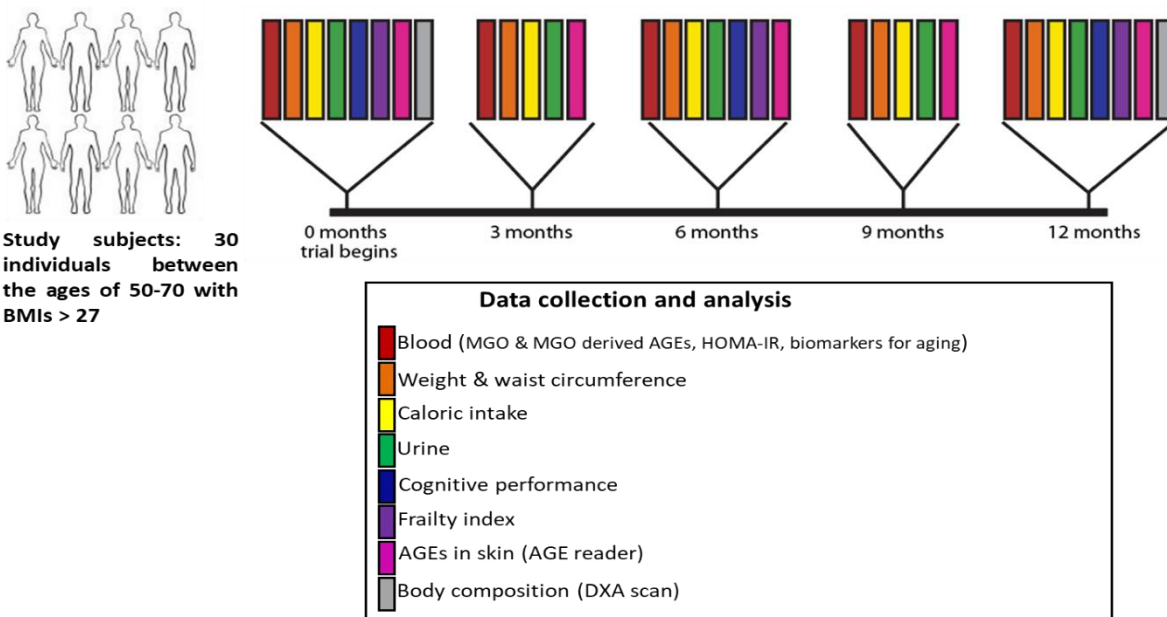 Study subjects: 30
individuals between
the ages of 50-70 with
BMIs > 27
0 months
trial begins
3 months
6 months
9 months
12 months
Data collection and analysis
Blood (MGO & MGO derived AGEs, HOMA-IR, biomarkers for aging)
Weight & waist circumference
Caloric intake
Urine
Cognitive performance
Frailty index
AGEs in skin (AGE reader)
Body composition (DXA scan)